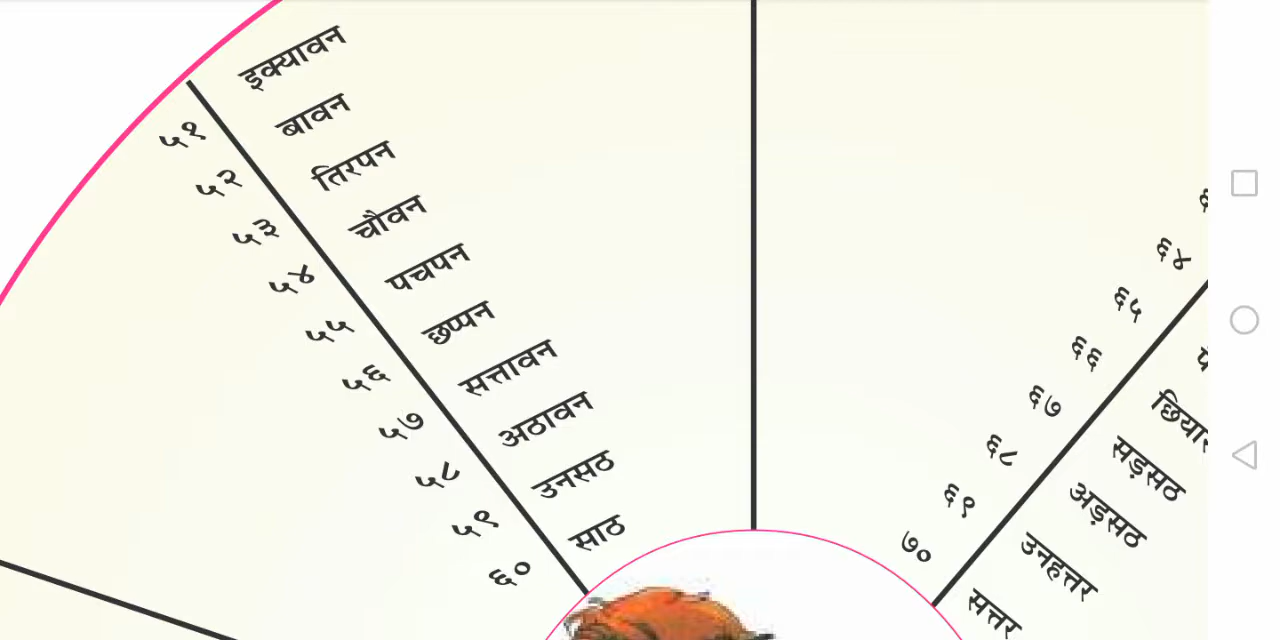 ५१ इक्यावन
५२ बावन
५३ तिरपन
५४ चौवन
५५ पचपन
५६ छप्पन
५७ सत्तावन
५८ अठावन
५९ उनसठ
६० साठ
६४
६५
६६
६७ सड़सठ
६८ अड़सठ
६९ उनहत्तर
७० सत्तर